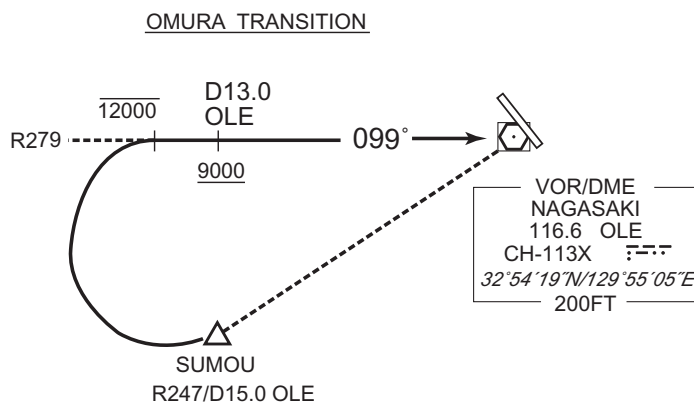 OMURA TRANSITION
12000
D13.0
OLE
R279
099°
9000
VOR/DME
NAGASAKI
116.6 OLE
CH-113X
32°54´19˝N/129°55´05˝E
200FT
SUMOU
R247/D15.0 OLE